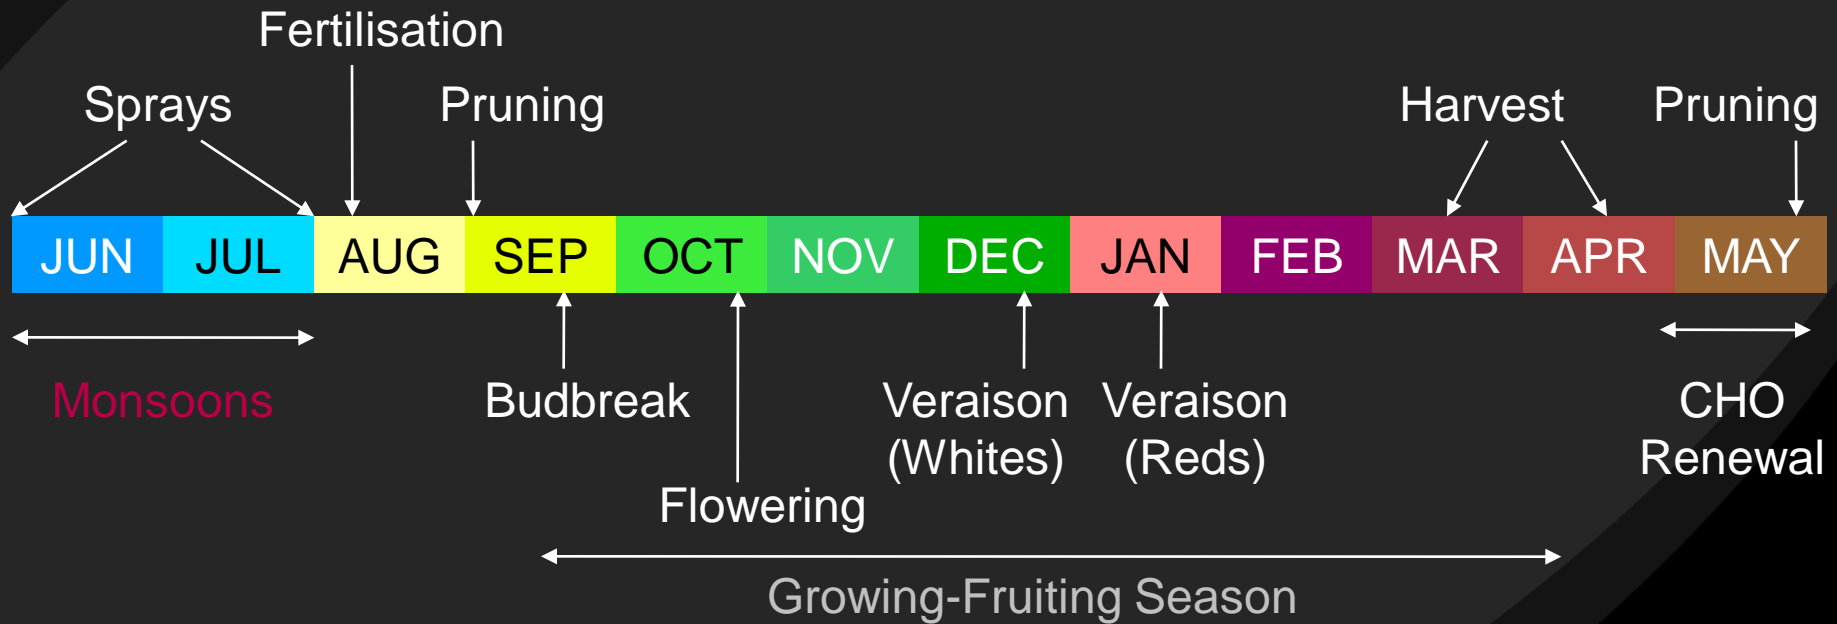 Fertilisation
Sprays
Pruning
Harvest
Pruning
JUN
JUL
AUG
SEP
OCT
NOV
DEC
JAN
FEB
MAR
APR
MAY
Monsoons
Budbreak
Flowering
Veraison
(Whites)
Veraison
(Reds)
CHO
Renewal
Growing-Fruiting Season